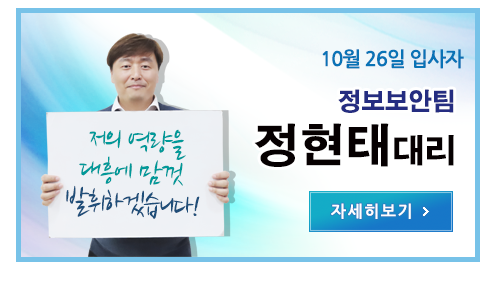 저의 역량을
대흥에 맘껏
발휘하겠습니다!
10월 26일 입사자
정보보안팀
정현태대리
자세히보기 >